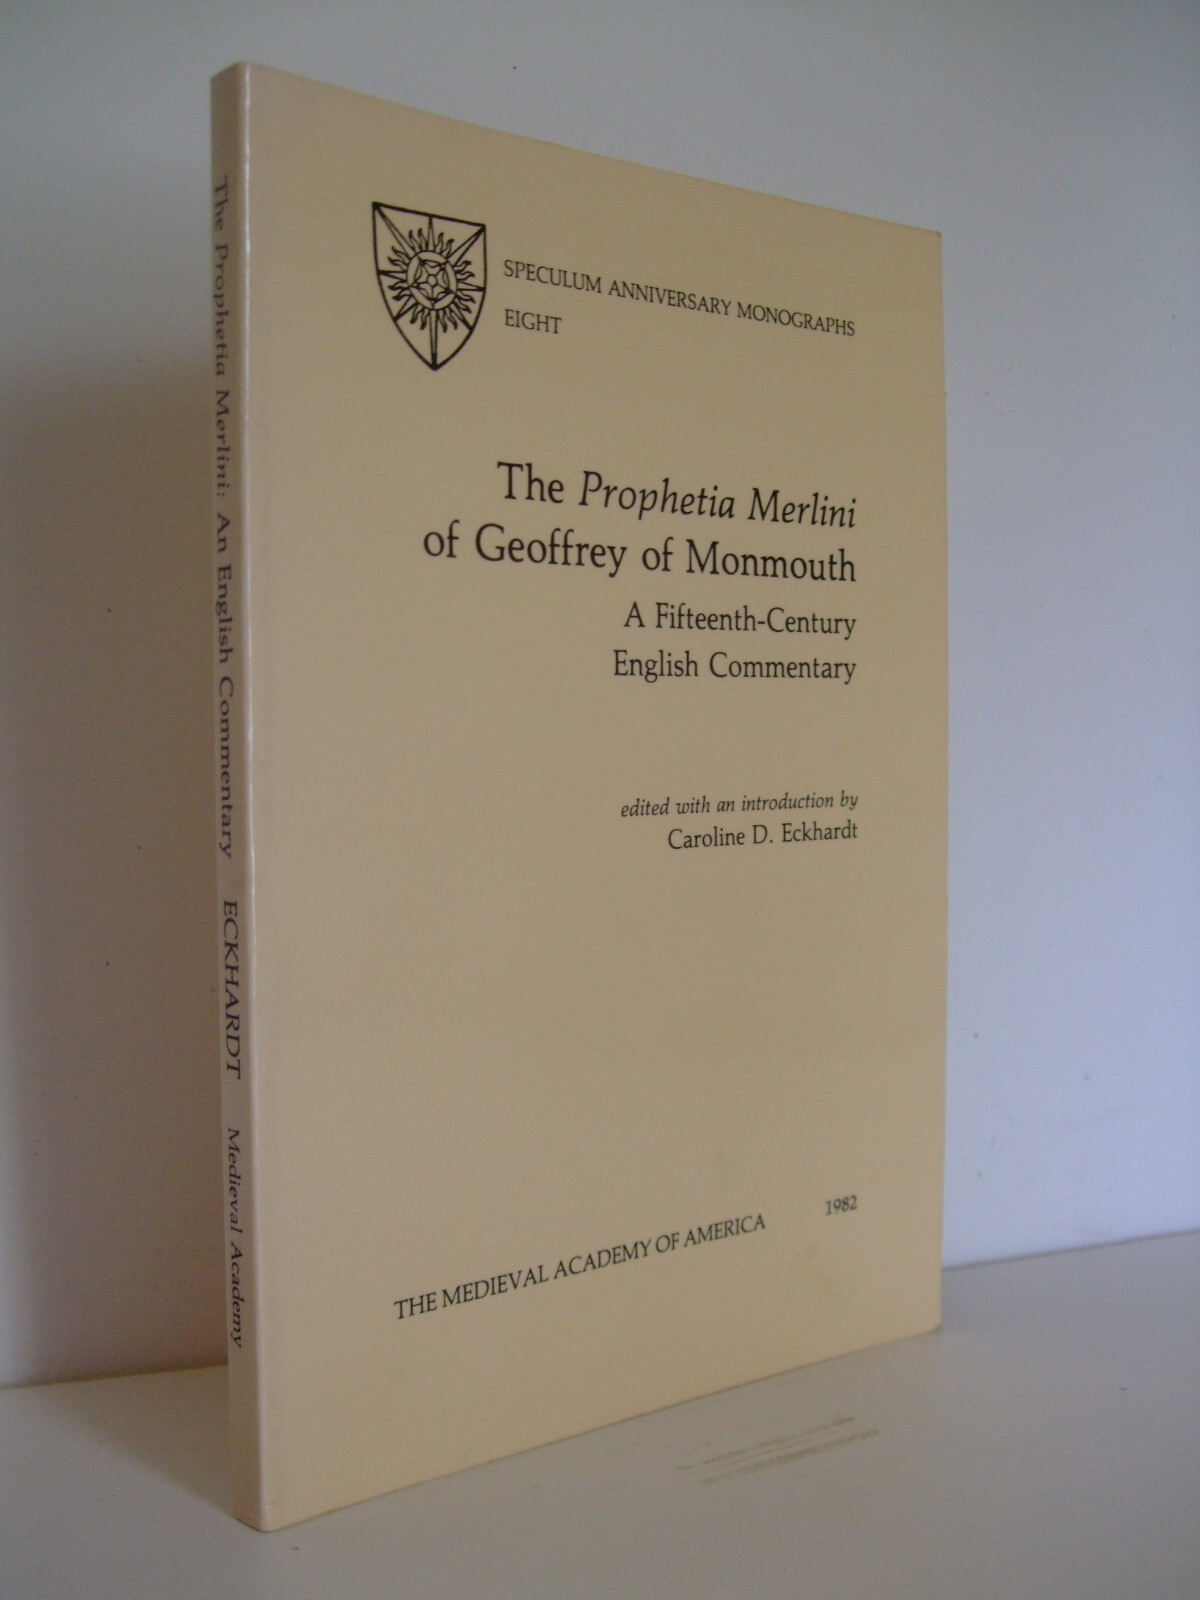 The Prophetia Merlini: An English Commentary ECKHARDT Medieval Academy
SPECULUM ANNIVERSARY MONOGRAPHS
EIGHT
The Prophetia Merlini
of Geoffrey of Monmouth
A Fifteenth-Century
English Commentary
edited with an introduction by
Caroline D. Eckhardt
THE MEDIEVAL ACADEMY OF AMERICA 1982